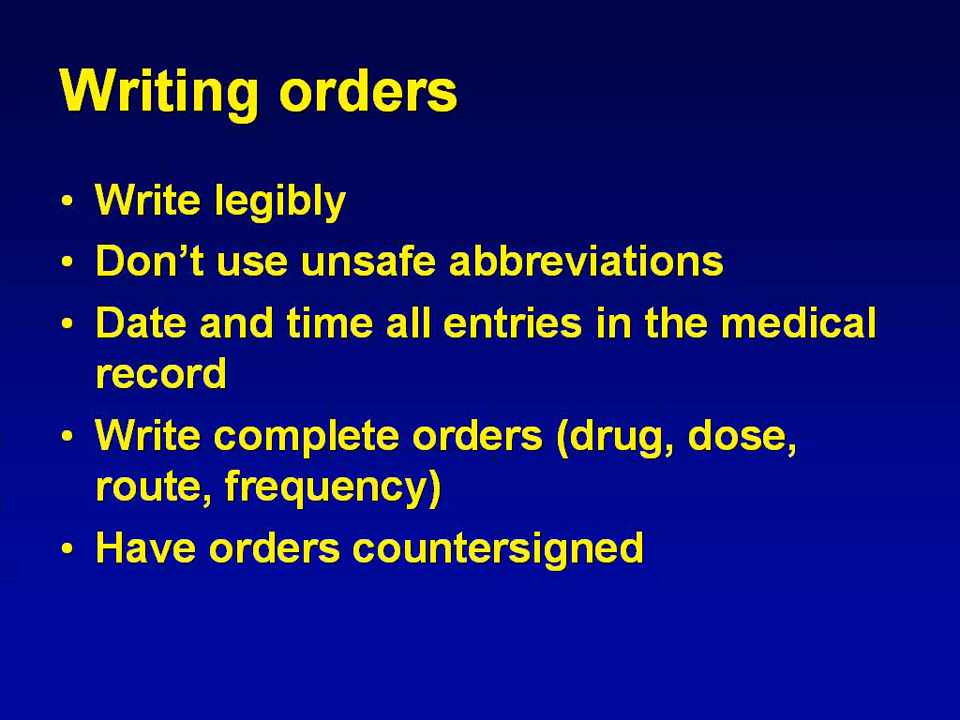 Writing orders
• Write legibly
• Don't use unsafe abbreviations
• Date and time all entries in the medical
record
• Write complete orders (drug, dose,
route, frequency)
• Have orders countersigned